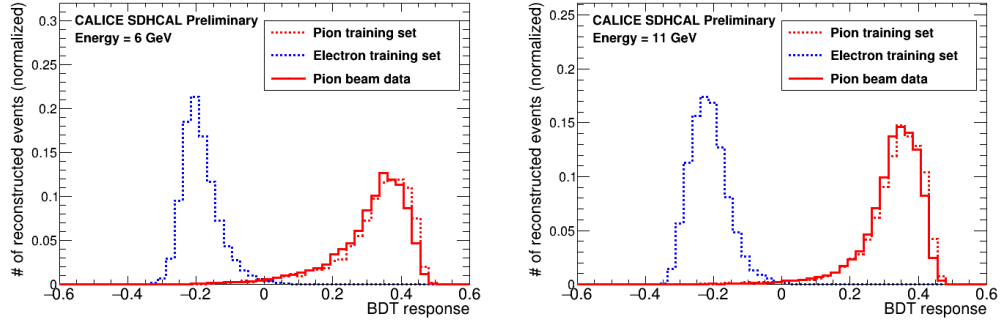 CALICE SDHCAL Preliminary
Energy = 6 GeV
Pion training set
Electron training set
Pion beam data
# of reconstructed events (normalized)
0.3
0.25
0.2
0.15
0.1
0.05
0
−0.6 −0.4 −0.2 0 0.2 0.4 0.6
BDT response
CALICE SDHCAL Preliminary
Energy = 11 GeV
Pion training set
Electron training set
Pion beam data
# of reconstructed events (normalized)
0.25
0.2
0.15
0.1
0.05
0
−0.6 −0.4 −0.2 0 0.2 0.4 0.6
BDT response